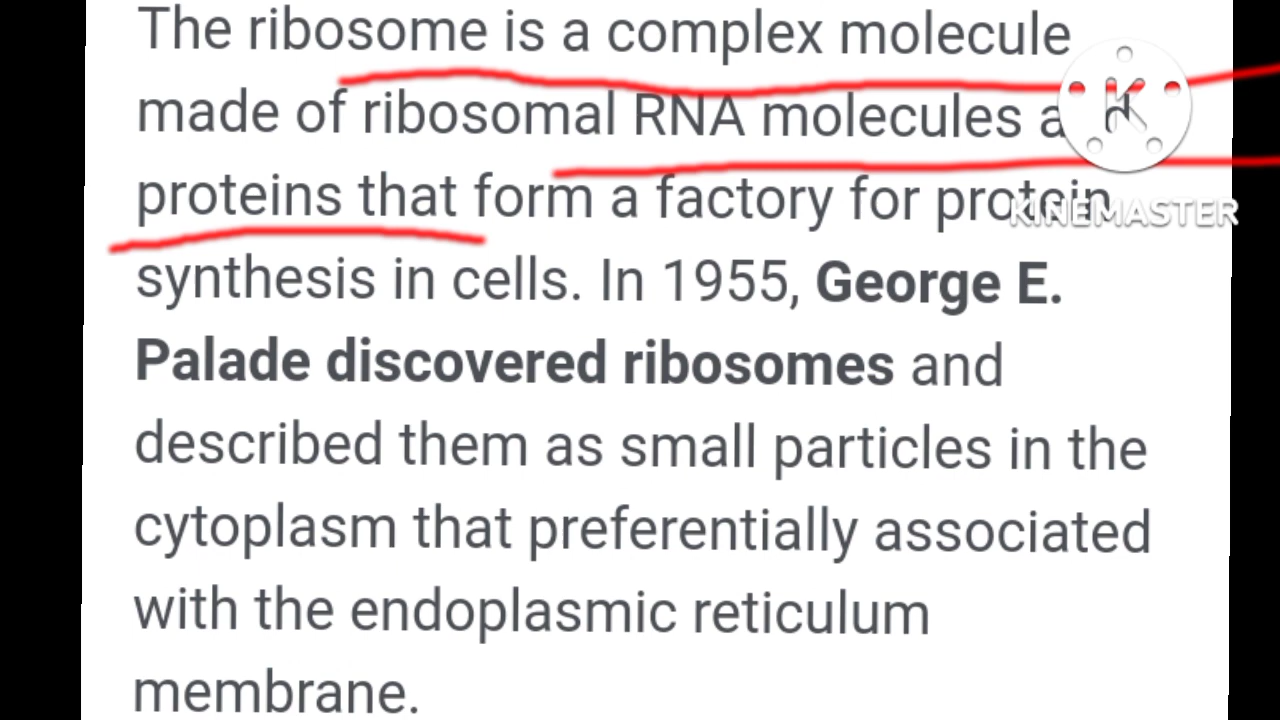 The ribosome is a complex molecule
made of ribosomal RNA molecules and
proteins that form a factory for protein
synthesis in cells. In 1955, George E.
Palade discovered ribosomes and
described them as small particles in the
cytoplasm that preferentially associated
with the endoplasmic reticulum
membrane.
K
KINEMASTER